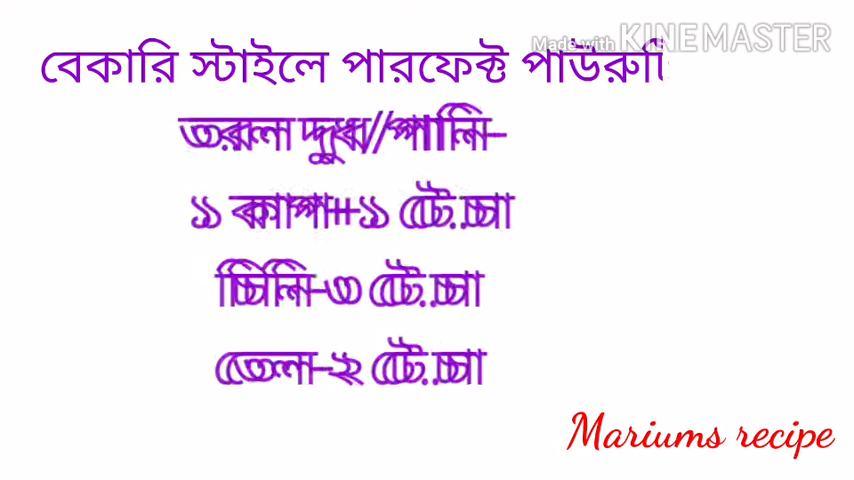 Made with KINEMASTER
বেকারি স্টাইলে পারফেক্ট পাউরুটি
তরল দুধ/পানি-
১ কাপ+১ টে.চা
চিনি-৩ টে.চা
তেল-২ টে.চা
Mariums recipe